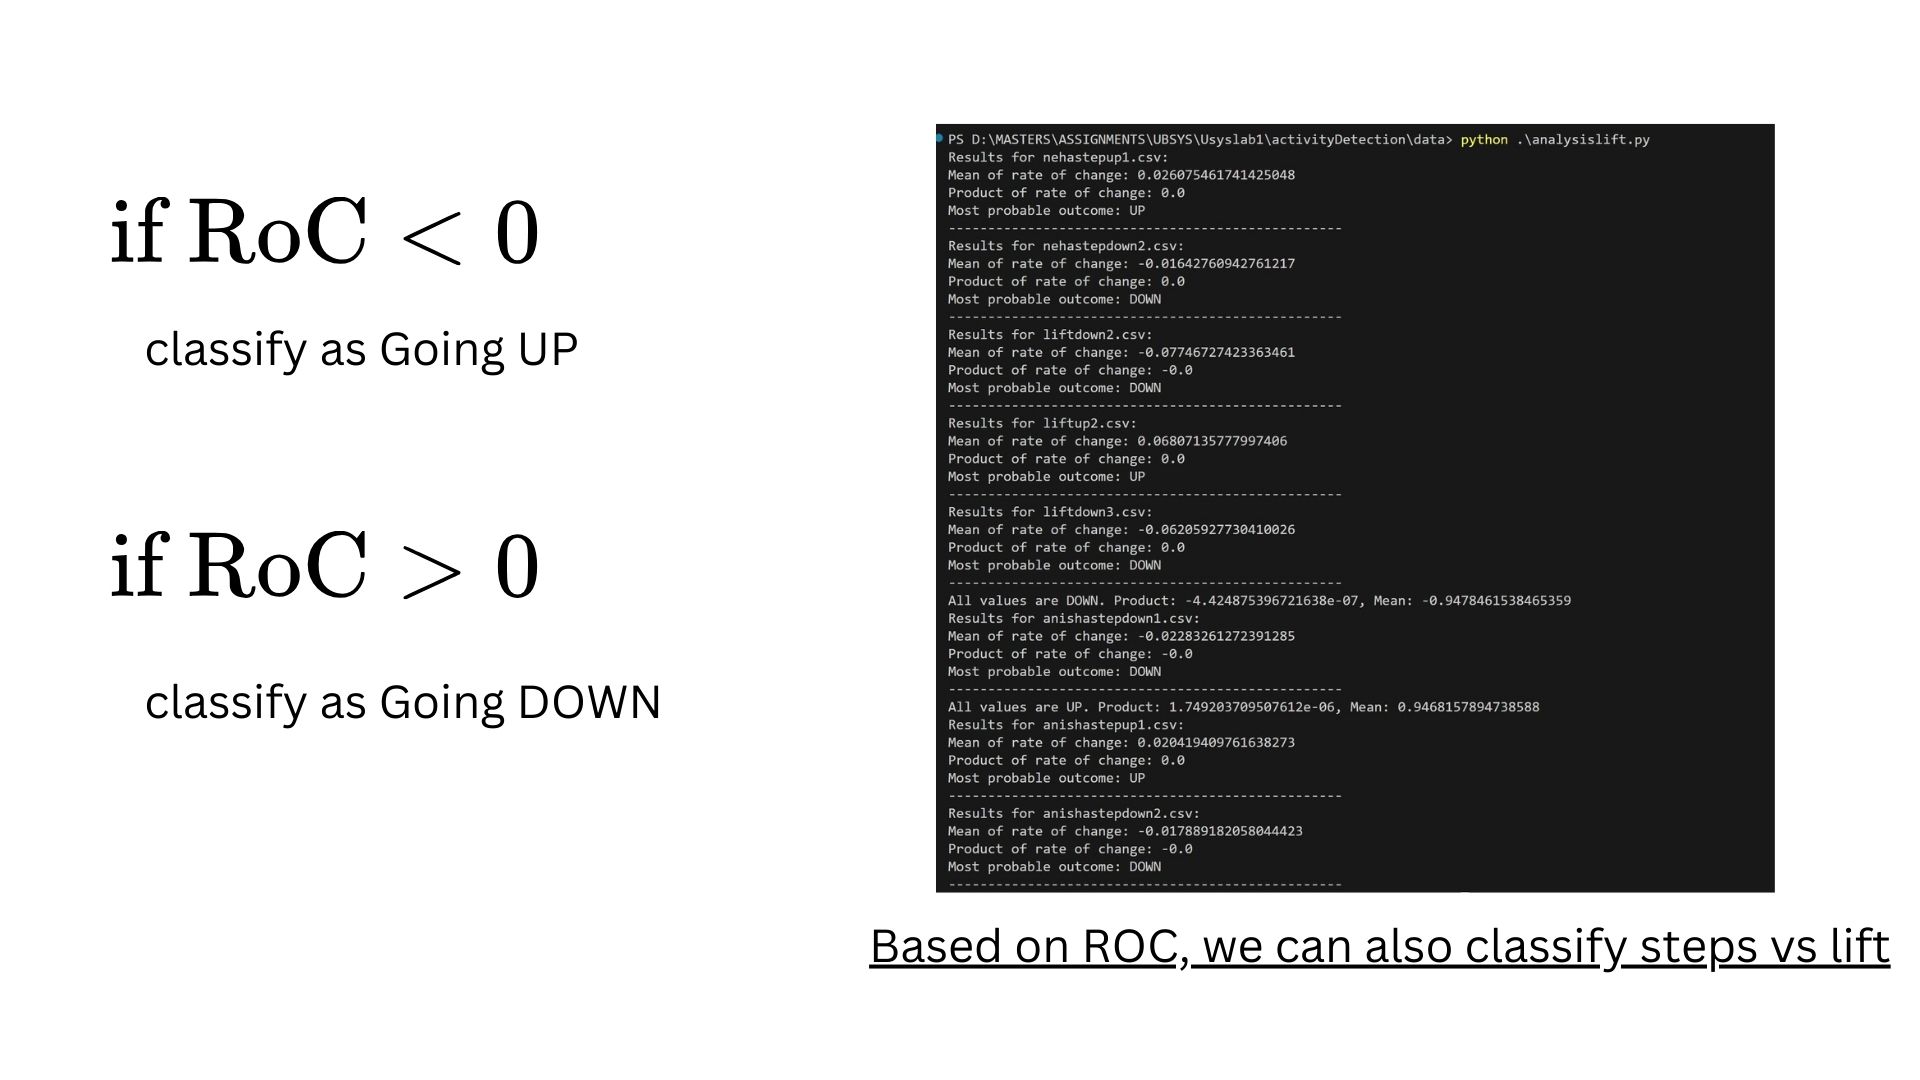 if RoC < 0
classify as Going UP
if RoC > 0
classify as Going DOWN
PS D:\MASTERS\ASSIGNMENTS\UBSYS\Usyslab1\activityDetection\data> python .\analysislift.py
Results for nehastepup1.csv:
Mean of rate of change: 0.026075461741425048
Product of rate of change: 0.0
Most probable outcome: UP
--------------------------------------------------
Results for nehastepdown2.csv:
Mean of rate of change: -0.01642760942761217
Product of rate of change: 0.0
Most probable outcome: DOWN
--------------------------------------------------
Results for liftdown2.csv:
Mean of rate of change: -0.07746727423363461
Product of rate of change: -0.0
Most probable outcome: DOWN
--------------------------------------------------
Results for liftup2.csv:
Mean of rate of change: 0.06807135777997406
Product of rate of change: 0.0
Most probable outcome: UP
--------------------------------------------------
Results for liftdown3.csv:
Mean of rate of change: -0.06205927730410026
Product of rate of change: 0.0
Most probable outcome: DOWN
--------------------------------------------------
All values are DOWN. Product: -4.424875396721638e-07, Mean: -0.9478461538465359
Results for anishastepdown1.csv:
Mean of rate of change: -0.02283261272391285
Product of rate of change: -0.0
Most probable outcome: DOWN
--------------------------------------------------
All values are UP. Product: 1.749203709507612e-06, Mean: 0.9468157894738588
Results for anishastepup1.csv:
Mean of rate of change: 0.020419409761638273
Product of rate of change: 0.0
Most probable outcome: UP
--------------------------------------------------
Results for anishastepdown2.csv:
Mean of rate of change: -0.017889182058044423
Product of rate of change: -0.0
Most probable outcome: DOWN
--------------------------------------------------
Based on ROC, we can also classify steps vs lift